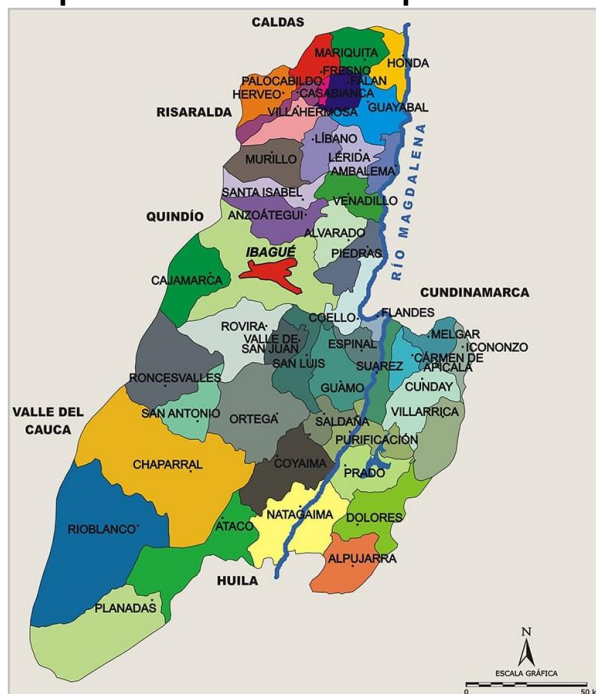 CALDAS
MARIQUITA
HONDA
FRESNO
PALOCABILDO
FALAN
HERVEO
CASABIANCA
GUAYABAL
RISARALDA
VILLAHERMOSA
LÍBANO
MURILLO
LÉRIDA
AMBALEMA
RÍO MAGDALENA
SANTA ISABEL
VENADILLO
QUINDÍO
ANZOÁTEGUI
ALVARADO
IBAGUÉ
PIEDRAS
CAJAMARCA
CUNDINAMARCA
COELLO
FLANDES
ROVIRA
MELGAR
VALLE DE
SAN JUAN
ESPINAL
ICONONZO
SAN LUIS
SUAREZ
CÁRMEN DE
APICALÁ
RONCESVALLES
GUAMO
CUNDAY
VALLE DEL
CAUCA
SAN ANTONIO
ORTEGA
SALDAÑA
VILLARRICA
PURIFICACIÓN
CHAPARRAL
COYAIMA
PRADO
RIOBLANCO
ATACO
NATAGAIMA
DOLORES
HUILA
ALPUJARRA
PLANADAS
N
ESCALA GRÁFICA
0 50 k